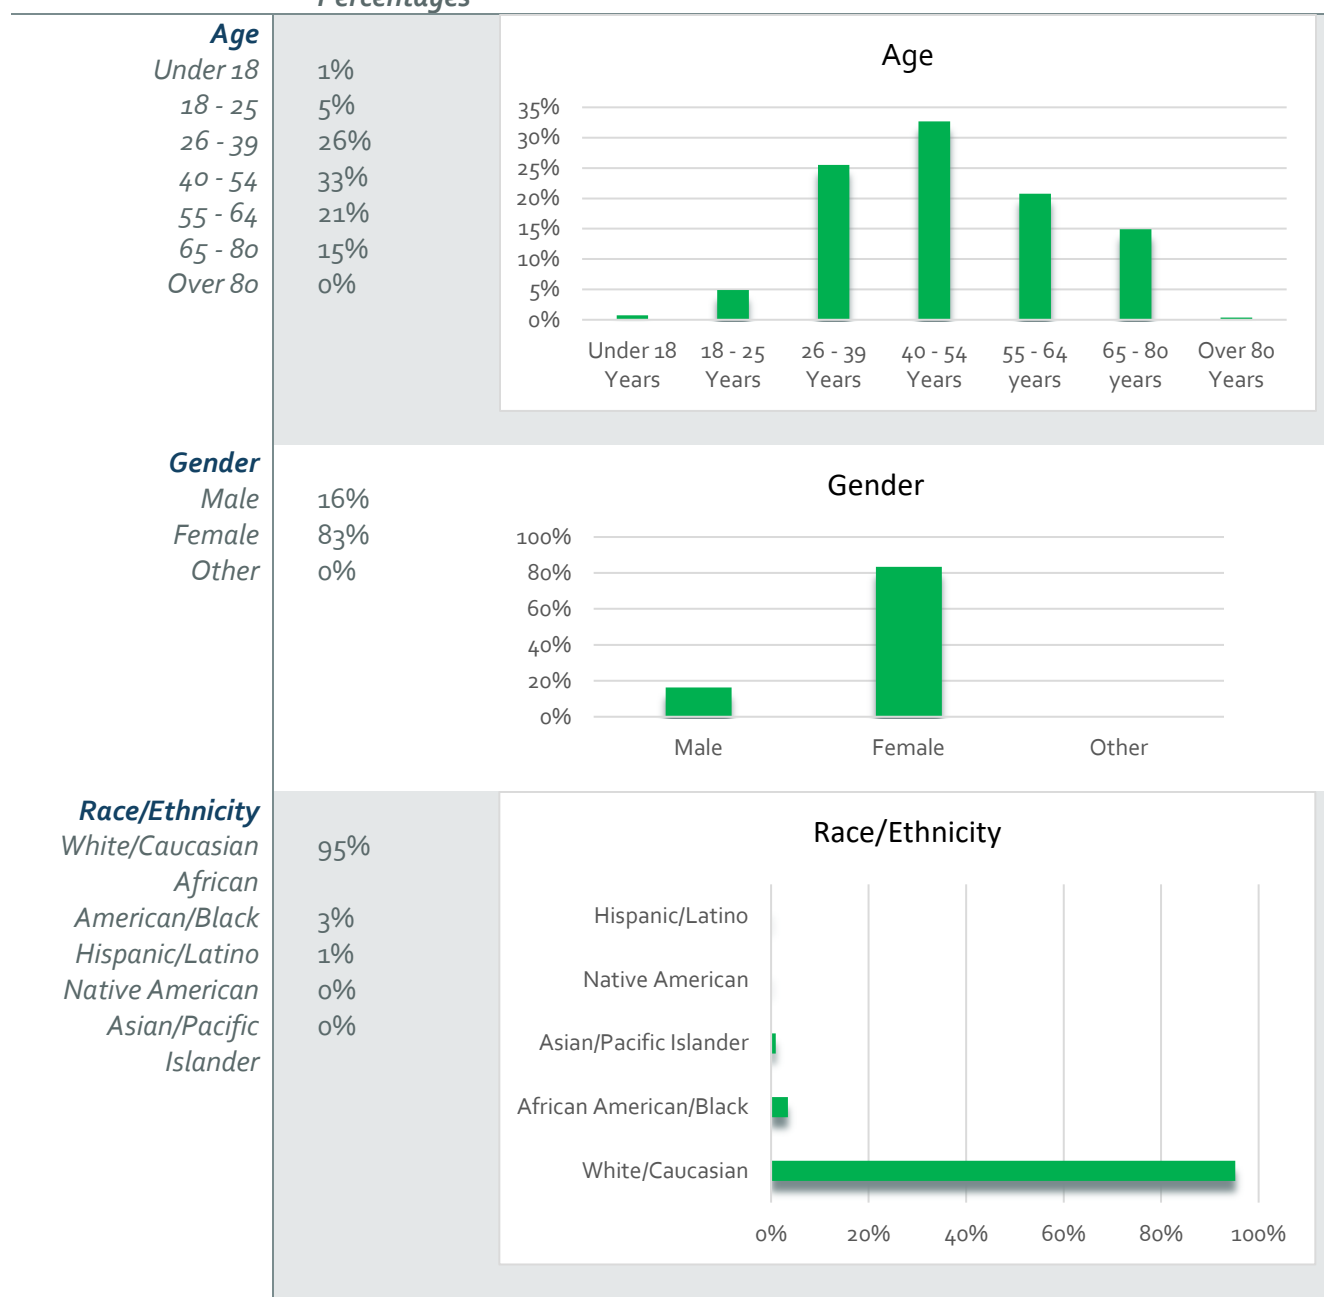 Percentages
Age
Under 18 1%
18 - 25 5%
26 - 39 26%
40 - 54 33%
55 - 64 21%
65 - 80 15%
Over 80 0%
Age
35%
30%
25%
20%
15%
10%
5%
0%
Under 18 18 - 25 26 - 39 40 - 54 55 - 64 65 - 80 Over 80
Years Years Years Years years years Years
Gender
Male 16%
Female 83%
Other 0%
Gender
100%
80%
60%
40%
20%
0%
Male Female Other
Race/Ethnicity
White/Caucasian 95%
African
American/Black 3%
Hispanic/Latino 1%
Native American 0%
Asian/Pacific 0%
Islander
Race/Ethnicity
Hispanic/Latino
Native American
Asian/Pacific Islander
African American/Black
White/Caucasian
0% 20% 40% 60% 80% 100%